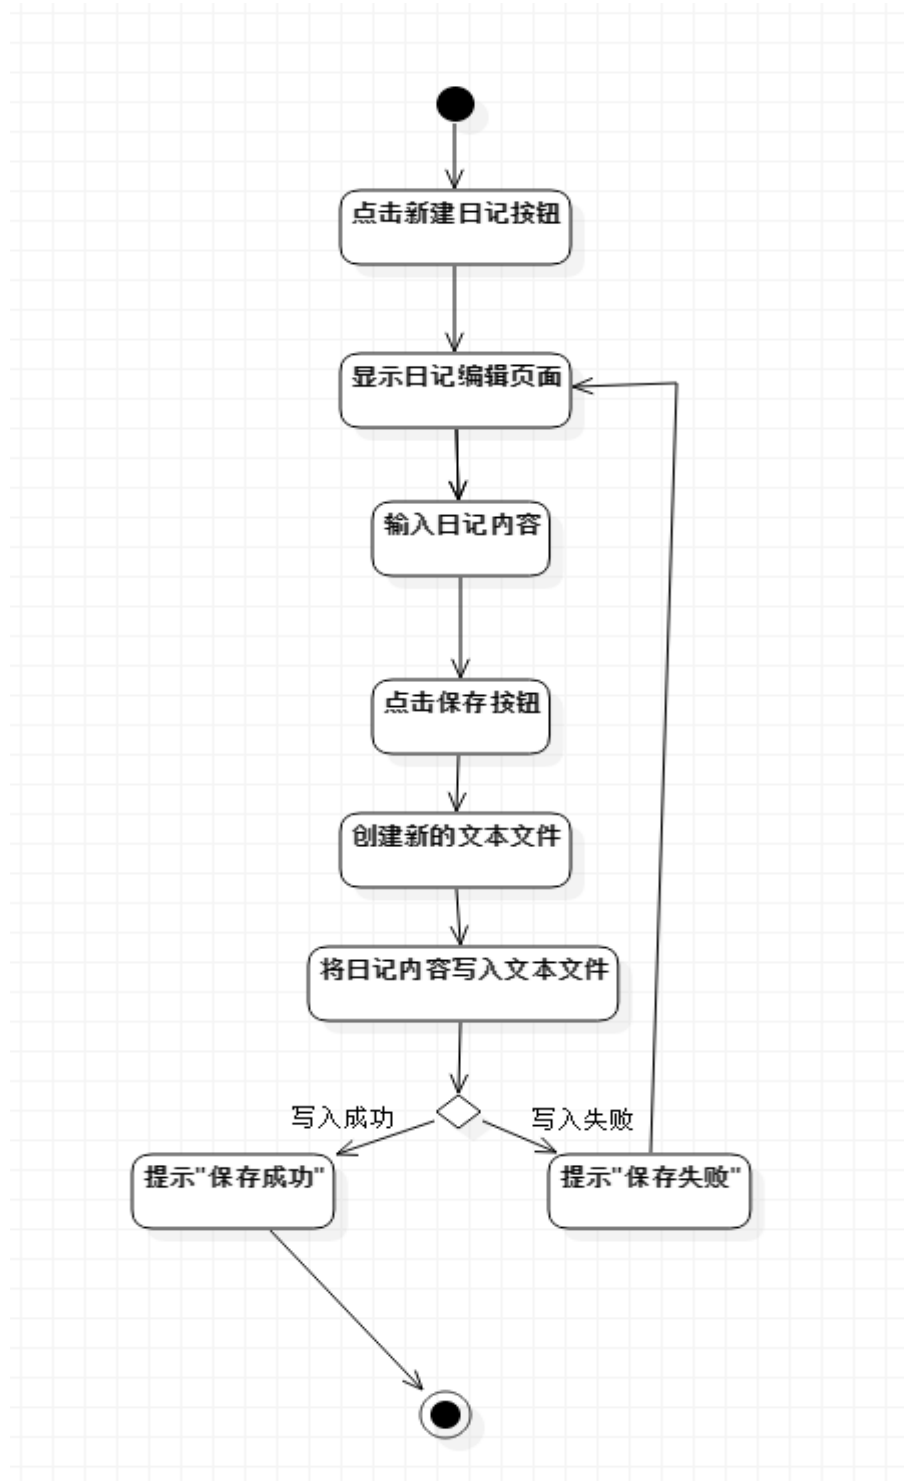 点击新建日记按钮
显示日记编辑页面
输入日记内容
点击保存按钮
创建新的文本文件
将日记内容写入文本文件
写入成功
写入失败
提示"保存成功"
提示"保存失败"